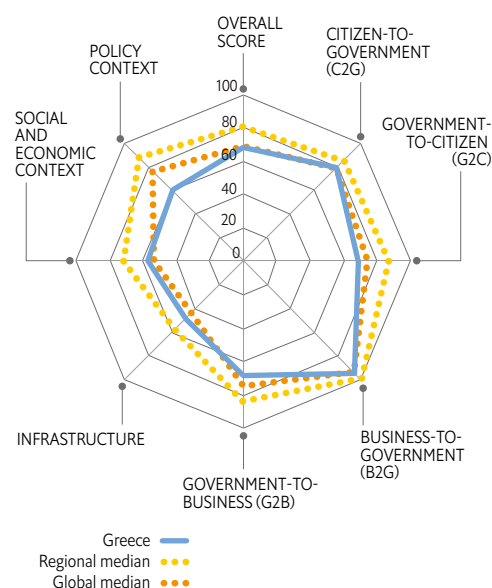 OVERALL
SCORE
CITIZEN-TO-
GOVERNMENT
(C2G)
POLICY
CONTEXT
SOCIAL
AND
ECONOMIC
CONTEXT
GOVERNMENT-
TO-CITIZEN
(G2C)
100
80
60
40
20
0
INFRASTRUCTURE
BUSINESS-TO-
GOVERNMENT
(B2G)
GOVERNMENT-TO-
BUSINESS (G2B)
Greece
Regional median
Global median